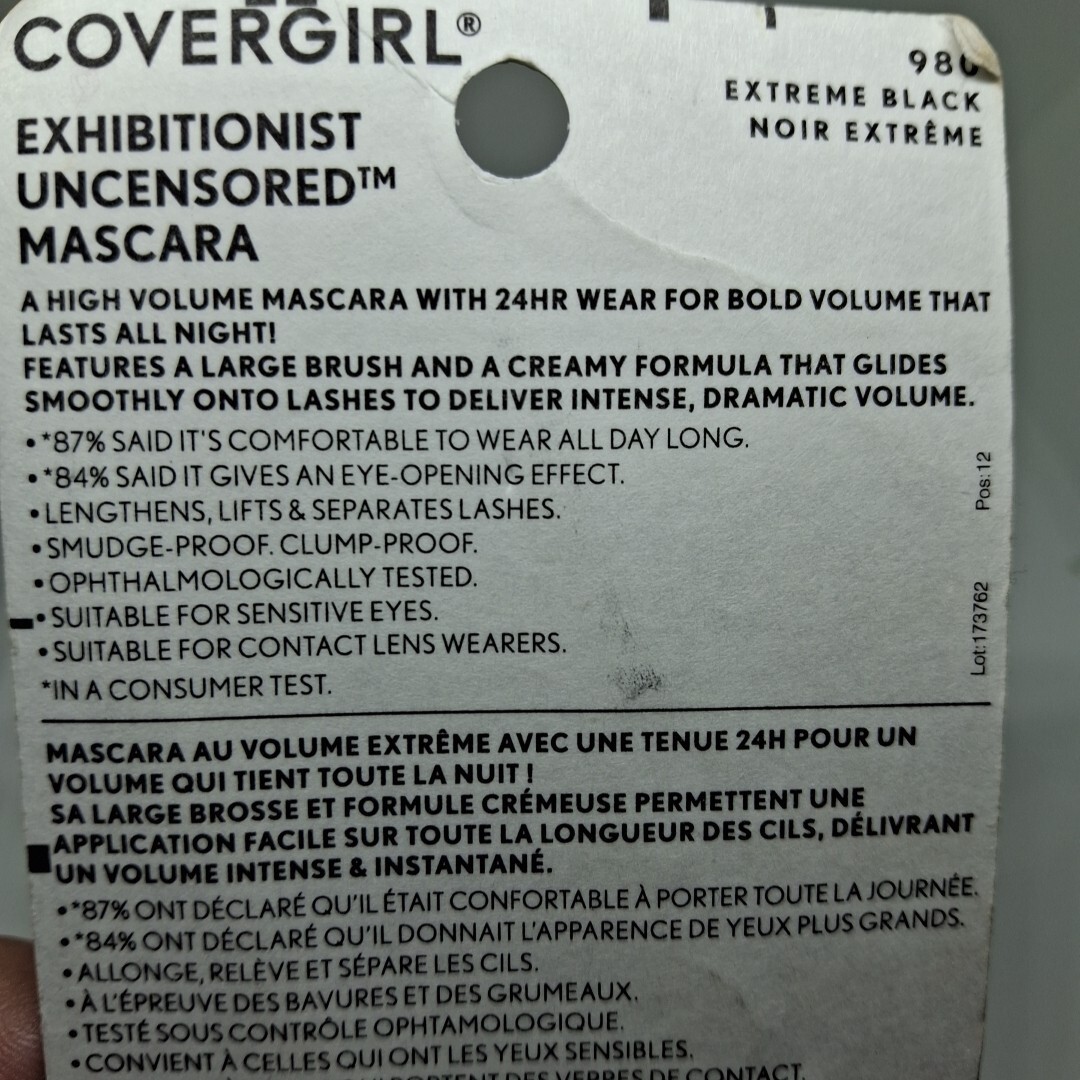 COVERGIRL®
980
EXTREME BLACK
NOIR EXTRÊME
EXHIBITIONIST
UNCENSORED™
MASCARA
A HIGH VOLUME MASCARA WITH 24HR WEAR FOR BOLD VOLUME THAT
LASTS ALL NIGHT!
FEATURES A LARGE BRUSH AND A CREAMY FORMULA THAT GLIDES
SMOOTHLY ONTO LASHES TO DELIVER INTENSE, DRAMATIC VOLUME.
•*87% SAID IT'S COMFORTABLE TO WEAR ALL DAY LONG.
•*84% SAID IT GIVES AN EYE-OPENING EFFECT.
•LENGTHENS, LIFTS & SEPARATES LASHES.
•SMUDGE-PROOF. CLUMP-PROOF.
•OPHTHALMOLOGICALLY TESTED.
•SUITABLE FOR SENSITIVE EYES.
•SUITABLE FOR CONTACT LENS WEARERS.
*IN A CONSUMER TEST.
Pos:12
Lot:173762
MASCARA AU VOLUME EXTRÊME AVEC UNE TENUE 24H POUR UN
VOLUME QUI TIENT TOUTE LA NUIT !
SA LARGE BROSSE ET FORMULE CRÉMEUSE PERMETTENT UNE
APPLICATION FACILE SUR TOUTE LA LONGUEUR DES CILS, DÉLIVRANT
UN VOLUME INTENSE & INSTANTANÉ.
•*87% ONT DÉCLARÉ QU'IL ÉTAIT CONFORTABLE À PORTER TOUTE LA JOURNÉE.
•*84% ONT DÉCLARÉ QU'IL DONNAIT L'APPARENCE DE YEUX PLUS GRANDS.
•ALLONGE, RELÈVE ET SÉPARE LES CILS.
•À L'ÉPREUVE DES BAVURES ET DES GRUMEAUX.
•TESTÉ SOUS CONTRÔLE OPHTAMOLOGIQUE.
•CONVIENT À CELLES QUI ONT LES YEUX SENSIBLES.
PORTENT DES VERRES DE CONTACT.